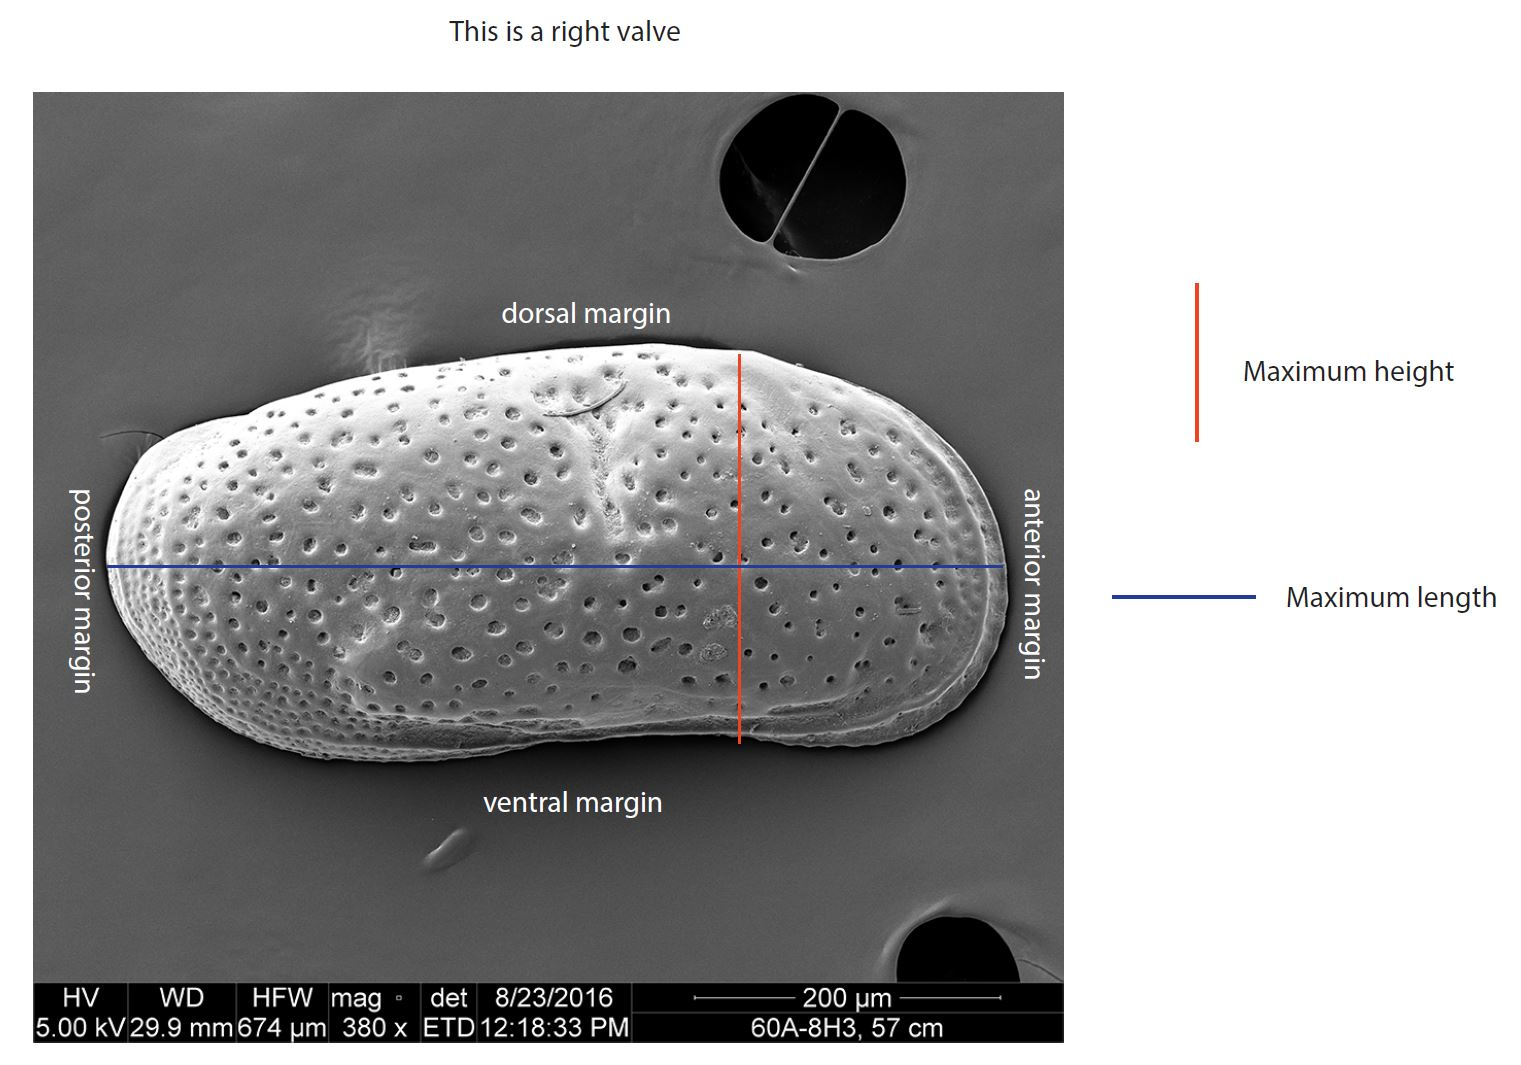 This is a right valve
dorsal margin
posterior margin
anterior margin
ventral margin
Maximum height
Maximum length
HV WD HFW mag ▫ det 8/23/2016 200 µm
5.00 kV 29.9 mm 674 µm 380 x ETD 12:18:33 PM 60A-8H3, 57 cm